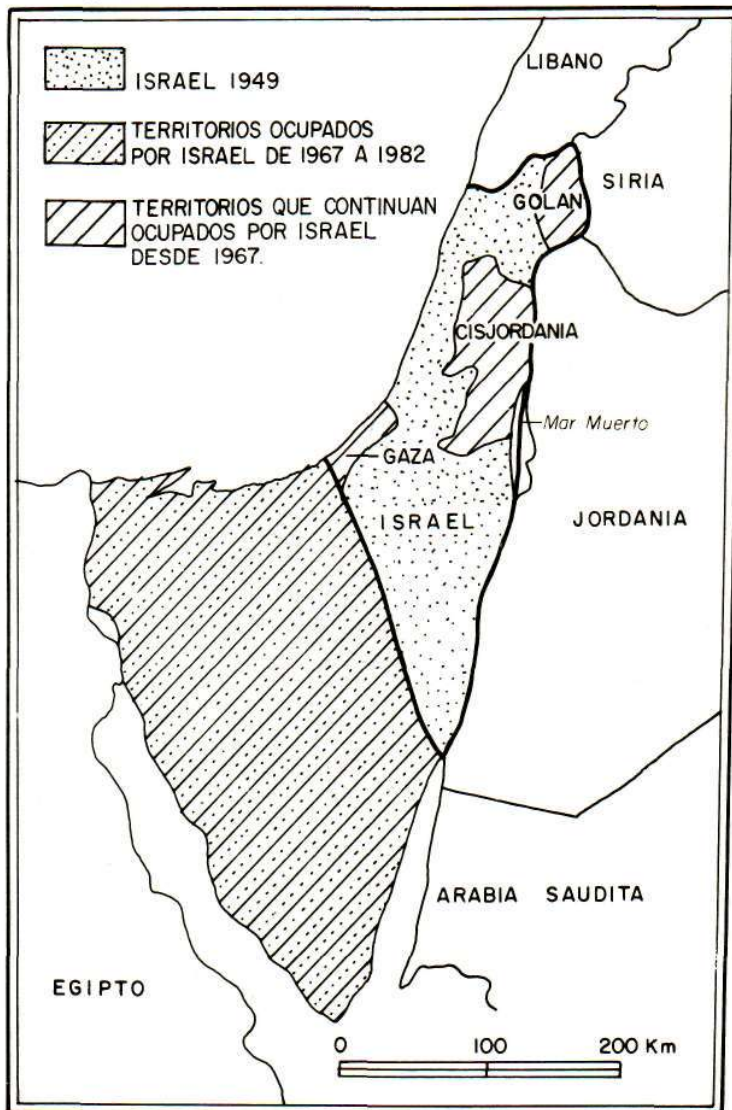 ISRAEL 1949
TERRITORIOS OCUPADOS
POR ISRAEL DE 1967 A 1982
TERRITORIOS QUE CONTINUAN
OCUPADOS POR ISRAEL
DESDE 1967.
LIBANO
SIRIA
GOLAN
CISJORDANIA
Mar Muerto
GAZA
ISRAEL
JORDANIA
ARABIA SAUDITA
EGIPTO
0 100 200 Km